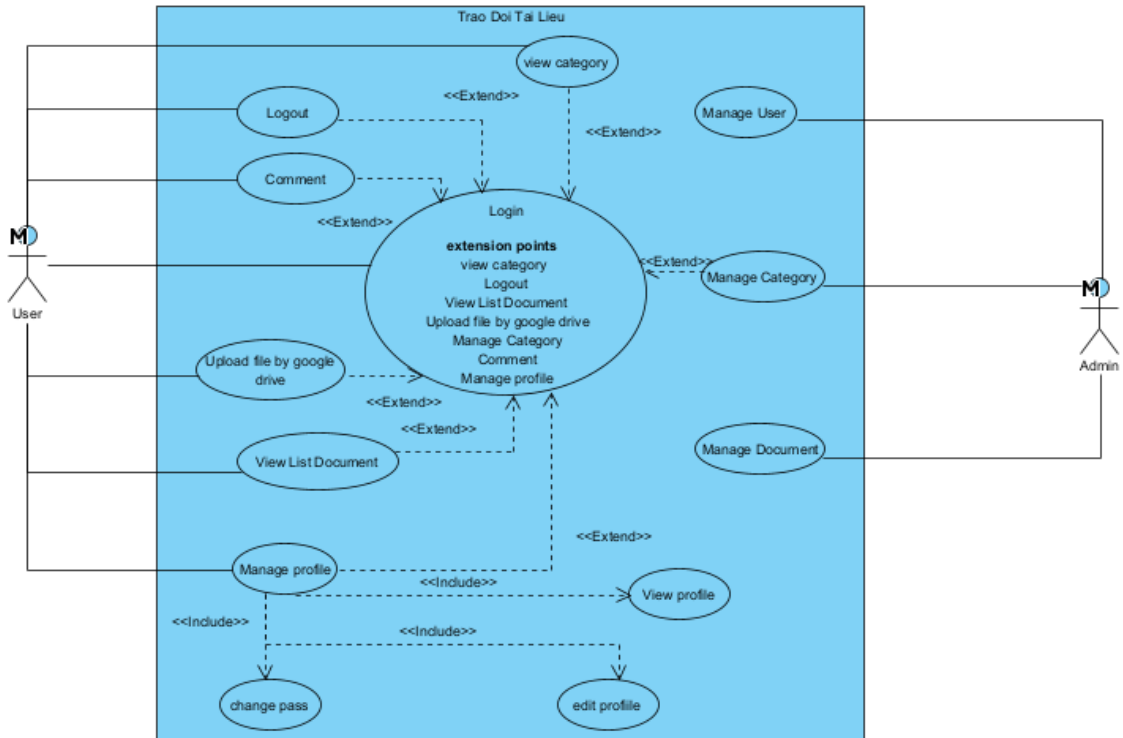 Trao Doi Tai Lieu
view category
<<Extend>>
Logout
Manage User
<<Extend>>
Comment
<<Extend>>
Login
extension points
view category
Logout
View List Document
Upload file by google drive
Manage Category
Comment
Manage profile
<<Extend>>
Manage Category
M
User
M
Admin
Upload file by google
drive
<<Extend>>
<<Extend>>
View List Document
Manage Document
<<Extend>>
Manage profile
<<Include>>
View profile
<<Include>>
<<Include>>
change pass
edit profiile